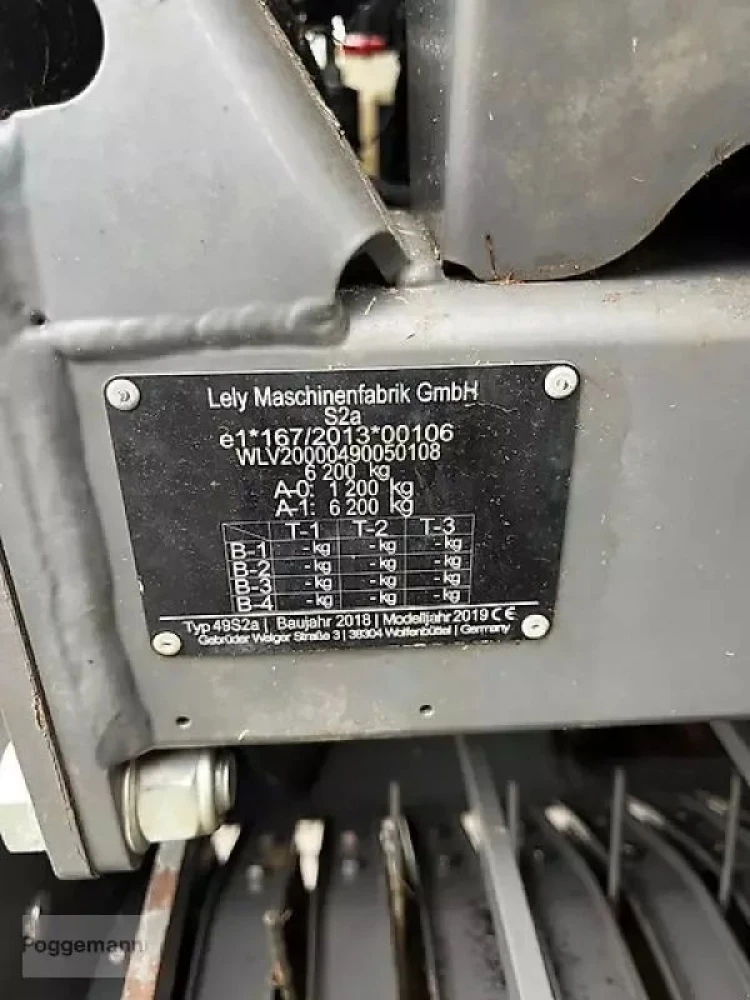 Lely Maschinenfabrik GmbH
S2a
e1*167/2013*00106
WLV20000490050108
6 200 kg
A-0: 1 200 kg
A-1: 6 200 kg
T-1 T-2 T-3
B-1 -kg -kg -kg
B-2 -kg -kg -kg
B-3 -kg -kg -kg
B-4 -kg -kg -kg
Typ 49S2a | Baujahr 2018 | Modelljahr 2019 CE
Gebrüder Welger Straße 3 | 38304 Wolfenbüttel | Germany
Poggemann